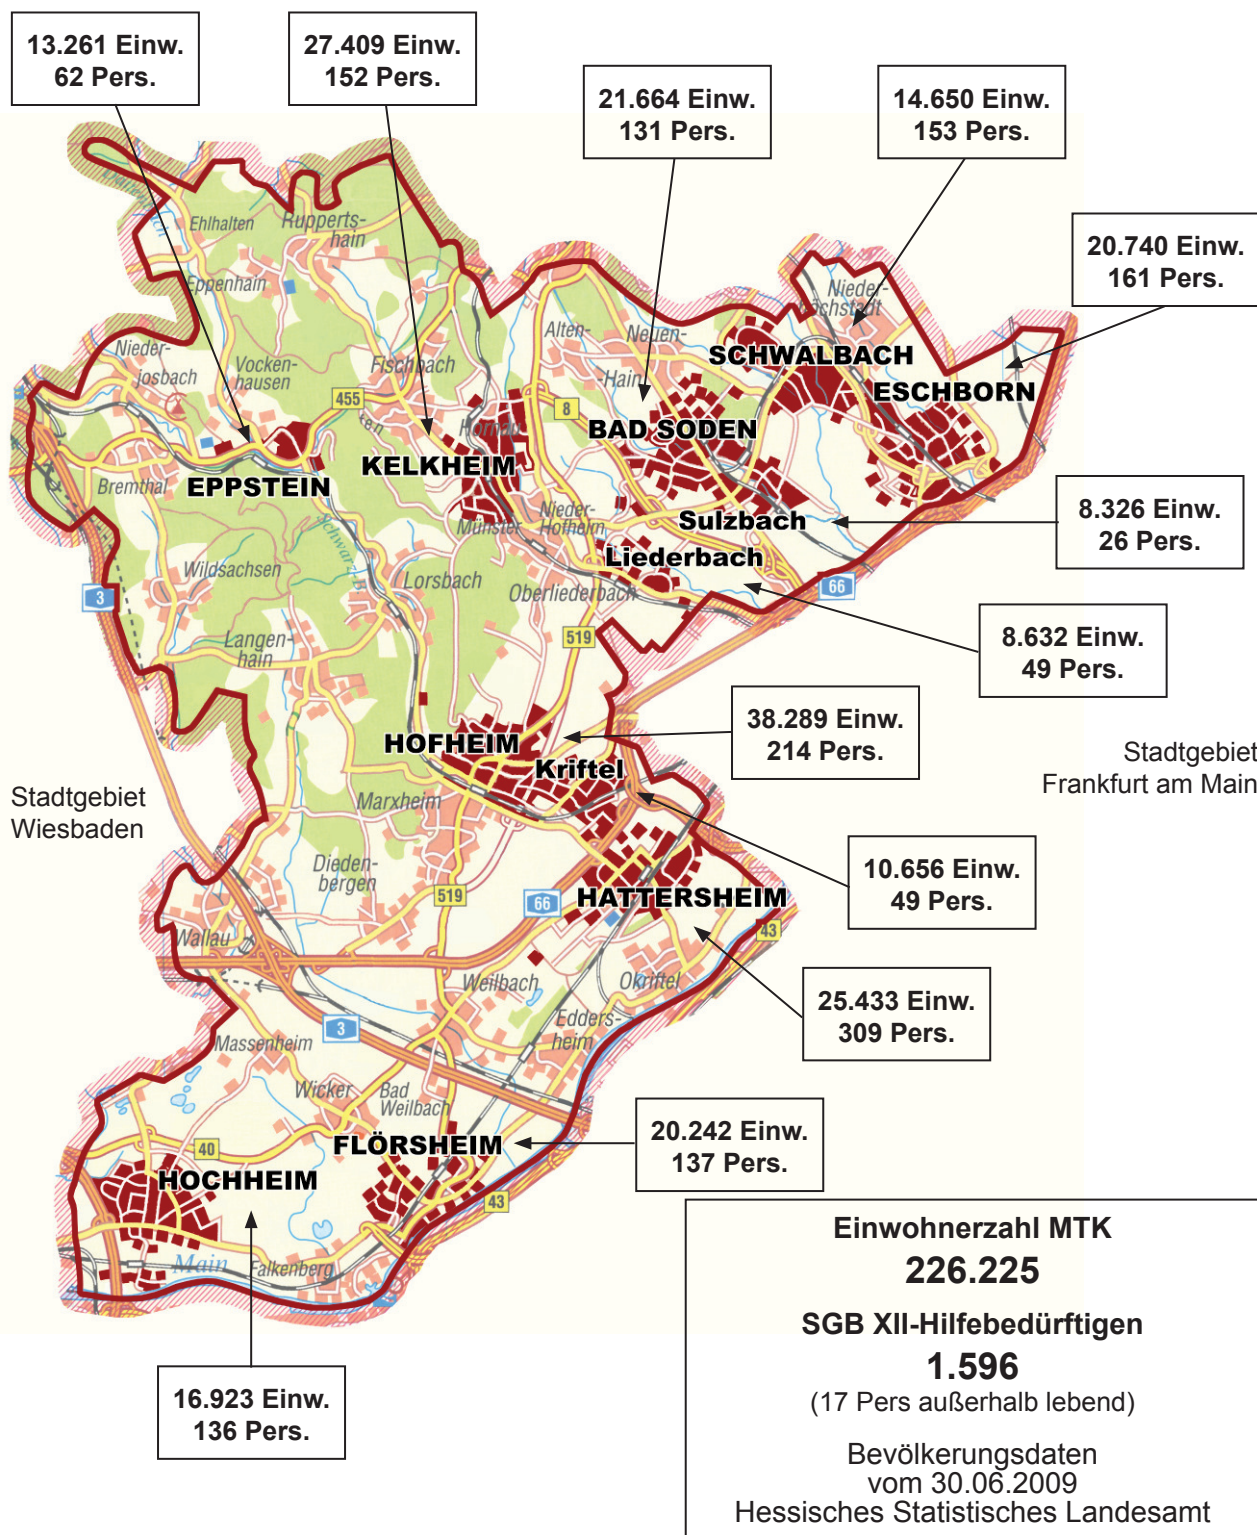 13.261 Einw.
62 Pers.
27.409 Einw.
152 Pers.
21.664 Einw.
131 Pers.
14.650 Einw.
153 Pers.
20.740 Einw.
161 Pers.
Ehlhalten
Rupperts-
hain
Eppenhain
Nieder-
höchstadt
Alten-
Neuen-
-Hain
Nieder-
josbach
Vocken-
hausen
Fischbach
SCHWALBACH
ESCHBORN
455
8
Hornau
BAD SODEN
KELKHEIM
Bremthal
EPPSTEIN
Münster
Nieder-
Hofheim
Sulzbach
8.326 Einw.
26 Pers.
Liederbach
Schwarz-B.
Wildsachsen
Lorsbach
Oberliederbach
3
66
Langen-
hain
519
8.632 Einw.
49 Pers.
38.289 Einw.
214 Pers.
HOFHEIM
Kriftel
Stadtgebiet
Frankfurt am Main
Stadtgebiet
Wiesbaden
Marxheim
Dieden-
bergen
10.656 Einw.
49 Pers.
519
66
HATTERSHEIM
43
Wallau
Weilbach
Okriftel
25.433 Einw.
309 Pers.
3
Edders-
heim
Massenheim
Wicker
Bad
Weilbach
20.242 Einw.
137 Pers.
FLÖRSHEIM
40
HOCHHEIM
43
Main
Falkenberg
16.923 Einw.
136 Pers.
Einwohnerzahl MTK
226.225
SGB XII-Hilfebedürftigen
1.596
(17 Pers außerhalb lebend)
Bevölkerungsdaten
vom 30.06.2009
Hessisches Statistisches Landesamt